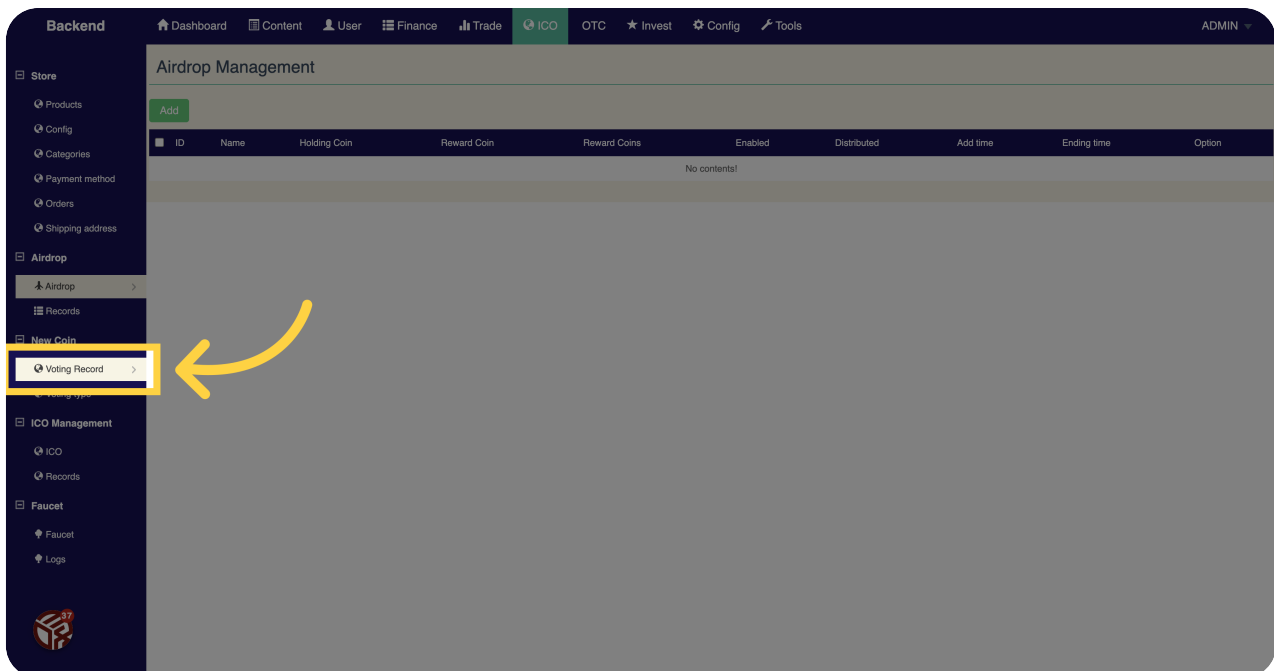 Backend
Dashboard Content User Finance Trade ICO OTC Invest Config Tools ADMIN
Store
Products
Config
Categories
Payment method
Orders
Shipping address
Airdrop
Airdrop
Records
New Coin
Voting Record
Voting type
ICO Management
ICO
Records
Faucet
Faucet
Logs
37
Airdrop Management
Add
ID Name Holding Coin Reward Coin Reward Coins Enabled Distributed Add time Ending time Option
No contents!